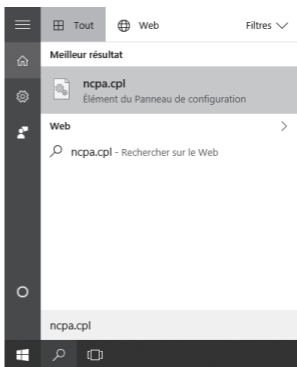 Tout Web Filtres
Meilleur résultat
ncpa.cpl
Élément du Panneau de configuration
Web
ncpa.cpl - Rechercher sur le Web
ncpa.cpl